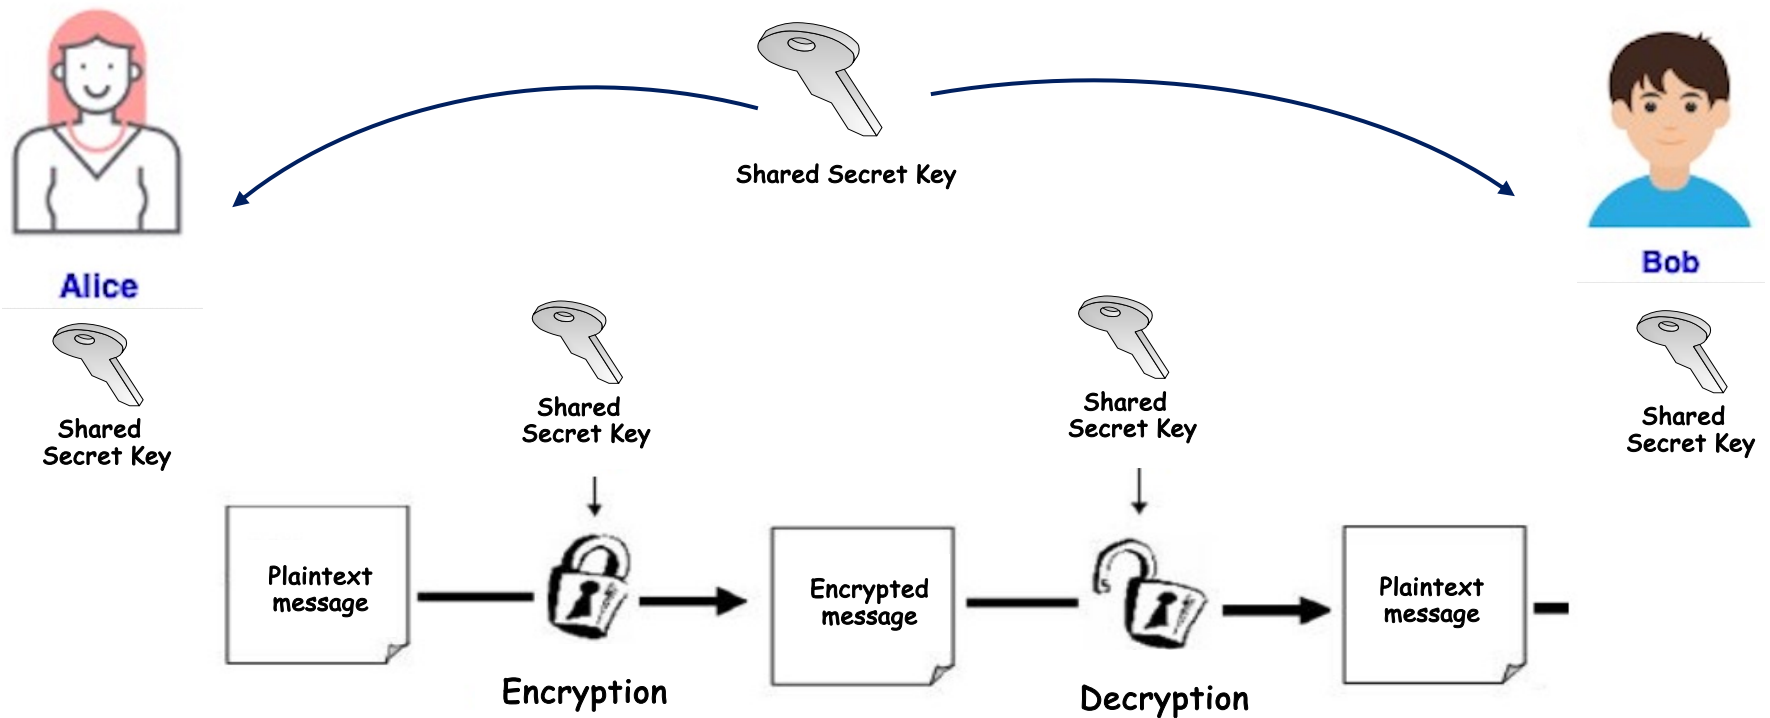 Shared Secret Key
Alice
Bob
Shared
Secret Key
Shared
Secret Key
Shared
Secret Key
Shared
Secret Key
Plaintext
message
Encrypted
message
Plaintext
message
Encryption
Decryption